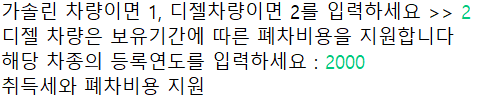 가솔린 차량이면 1, 디젤차량이면 2를 입력하세요 >> 2
디젤 차량은 보유기간에 따른 폐차비용을 지원합니다
해당 차종의 등록연도를 입력하세요 : 2000
취득세와 폐차비용 지원